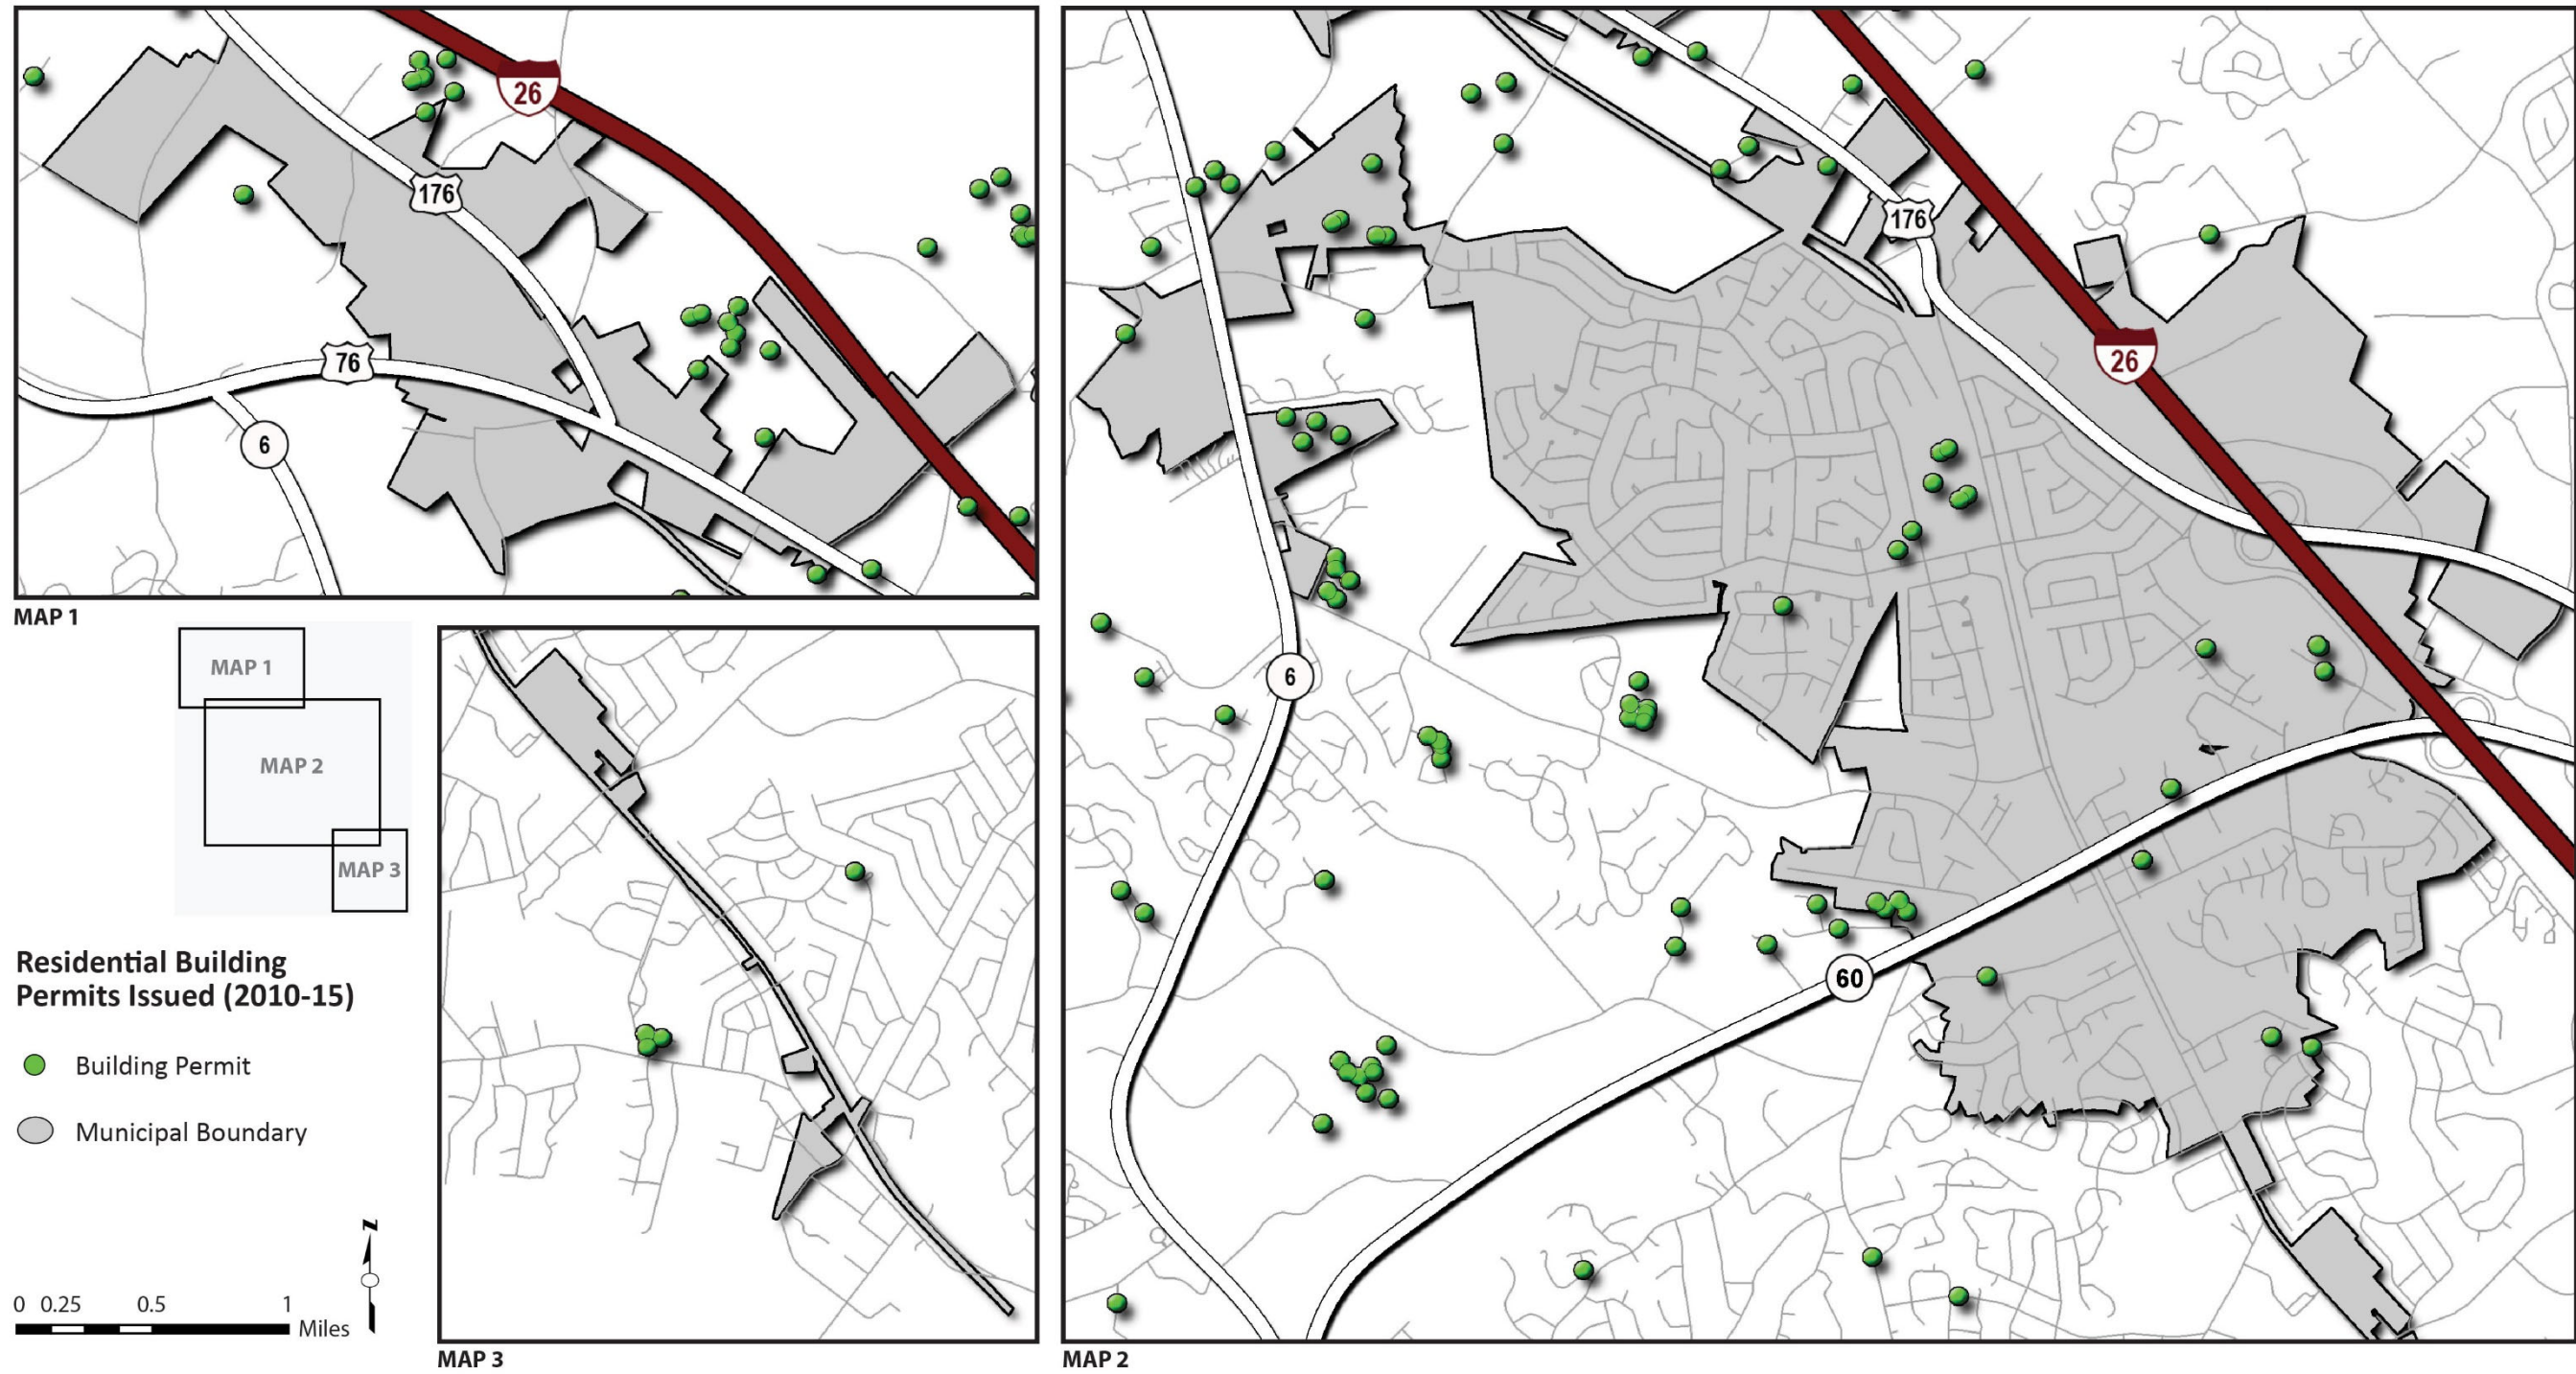 26
176
76
6
MAP 1
MAP 1
MAP 2
MAP 3
Residential Building
Permits Issued (2010-15)
Building Permit
Municipal Boundary
N
0 0.25 0.5 1
Miles
MAP 3
176
26
6
60
MAP 2